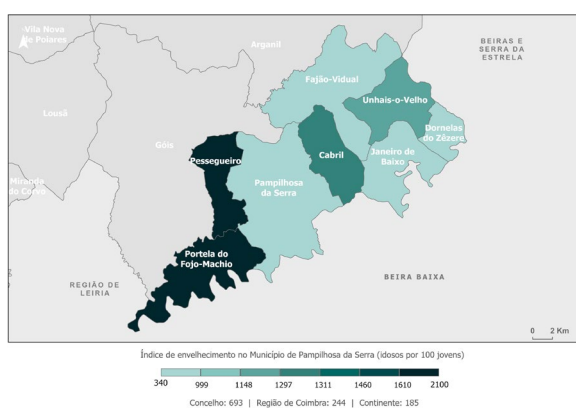 Vila Nova
de Poiares
Arganil
BEIRAS E
SERRA DA
ESTRELA
Fajão-Vidual
Unhais-o-Velho
Lousã
Dornelas
do Zêzere
Góis
Pessegueiro
Cabril
Janeiro de
Baixo
Miranda
do Corvo
Pampilhosa
da Serra
Portela do
Fojo-Machio
BEIRA BAIXA
REGIÃO DE
LEIRIA
0 2 Km
Índice de envelhecimento no Município de Pampilhosa da Serra (idosos por 100 jovens)
340 999 1148 1297 1311 1460 1610 2100
Concelho: 693 | Região de Coimbra: 244 | Continente: 185